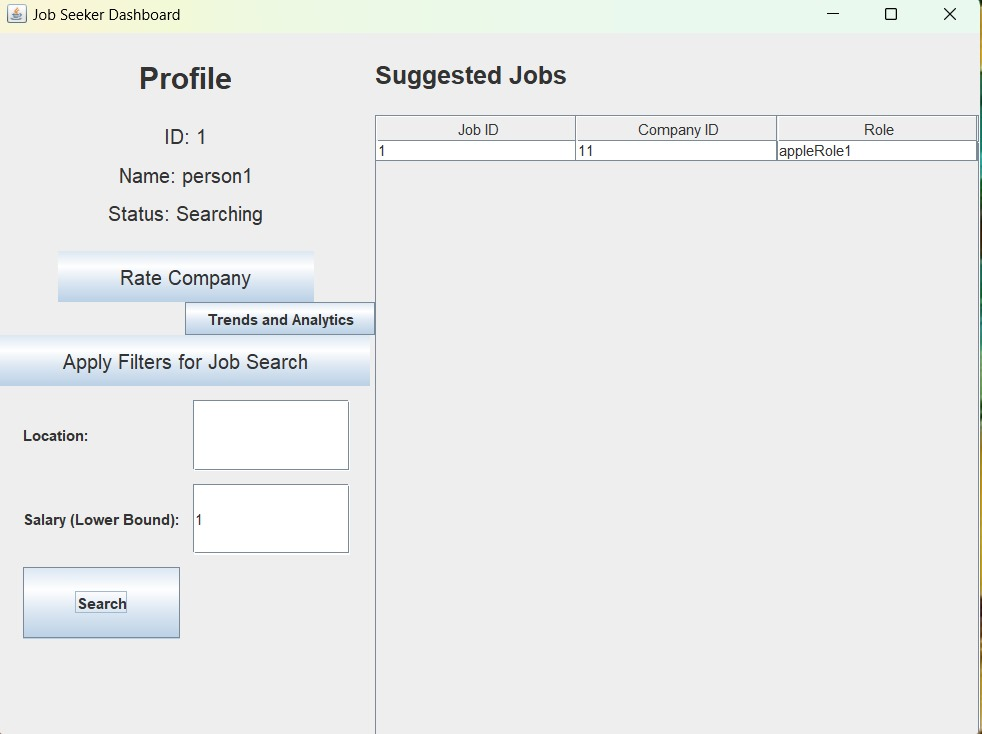 Job Seeker Dashboard
Profile
ID: 1
Name: person1
Status: Searching
Rate Company
Trends and Analytics
Apply Filters for Job Search
Location:
Salary (Lower Bound): 1
Search
Suggested Jobs
Job ID Company ID Role
1 11 appleRole1